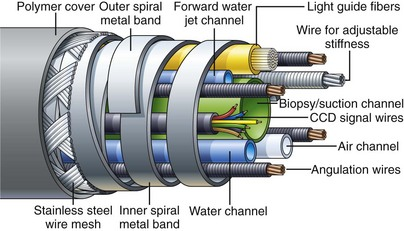 Polymer cover
Outer spiral
metal band
Forward water
jet channel
Light guide fibers
Wire for adjustable
stiffness
Biopsy/suction channel
CCD signal wires
Air channel
Angulation wires
Stainless steel
wire mesh
Inner spiral
metal band
Water channel